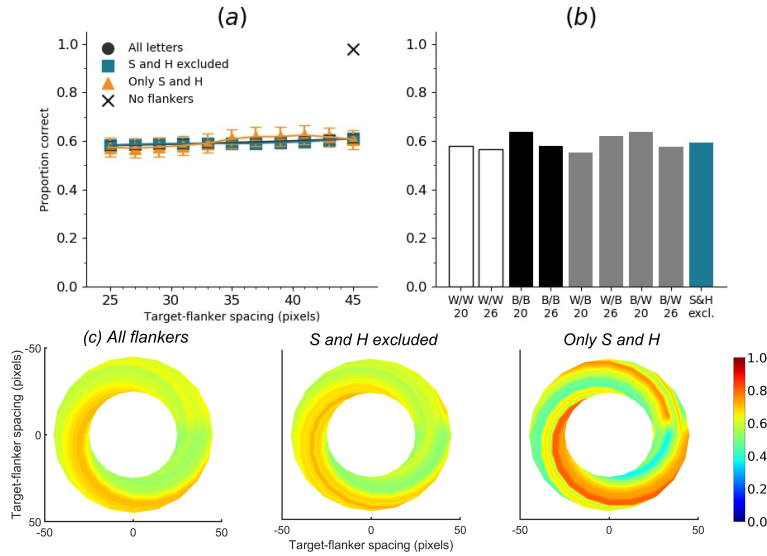 (a)
(b)
1.0
0.8
0.6
0.4
0.2
0.0
Proportion correct
All letters
S and H excluded
Only S and H
No flankers
25 30 35 40 45
Target-flanker spacing (pixels)
1.0
0.8
0.6
0.4
0.2
0.0
W/W W/W B/B B/B W/B W/B B/W B/W S&H
20 26 20 26 20 26 20 26 excl.
(c) All flankers
S and H excluded
Only S and H
Target-flanker spacing (pixels)
-50
0
50
-50 0 50
-50 0 50
-50 0 50
Target-flanker spacing (pixels)
1.0
0.8
0.6
0.4
0.2
0.0